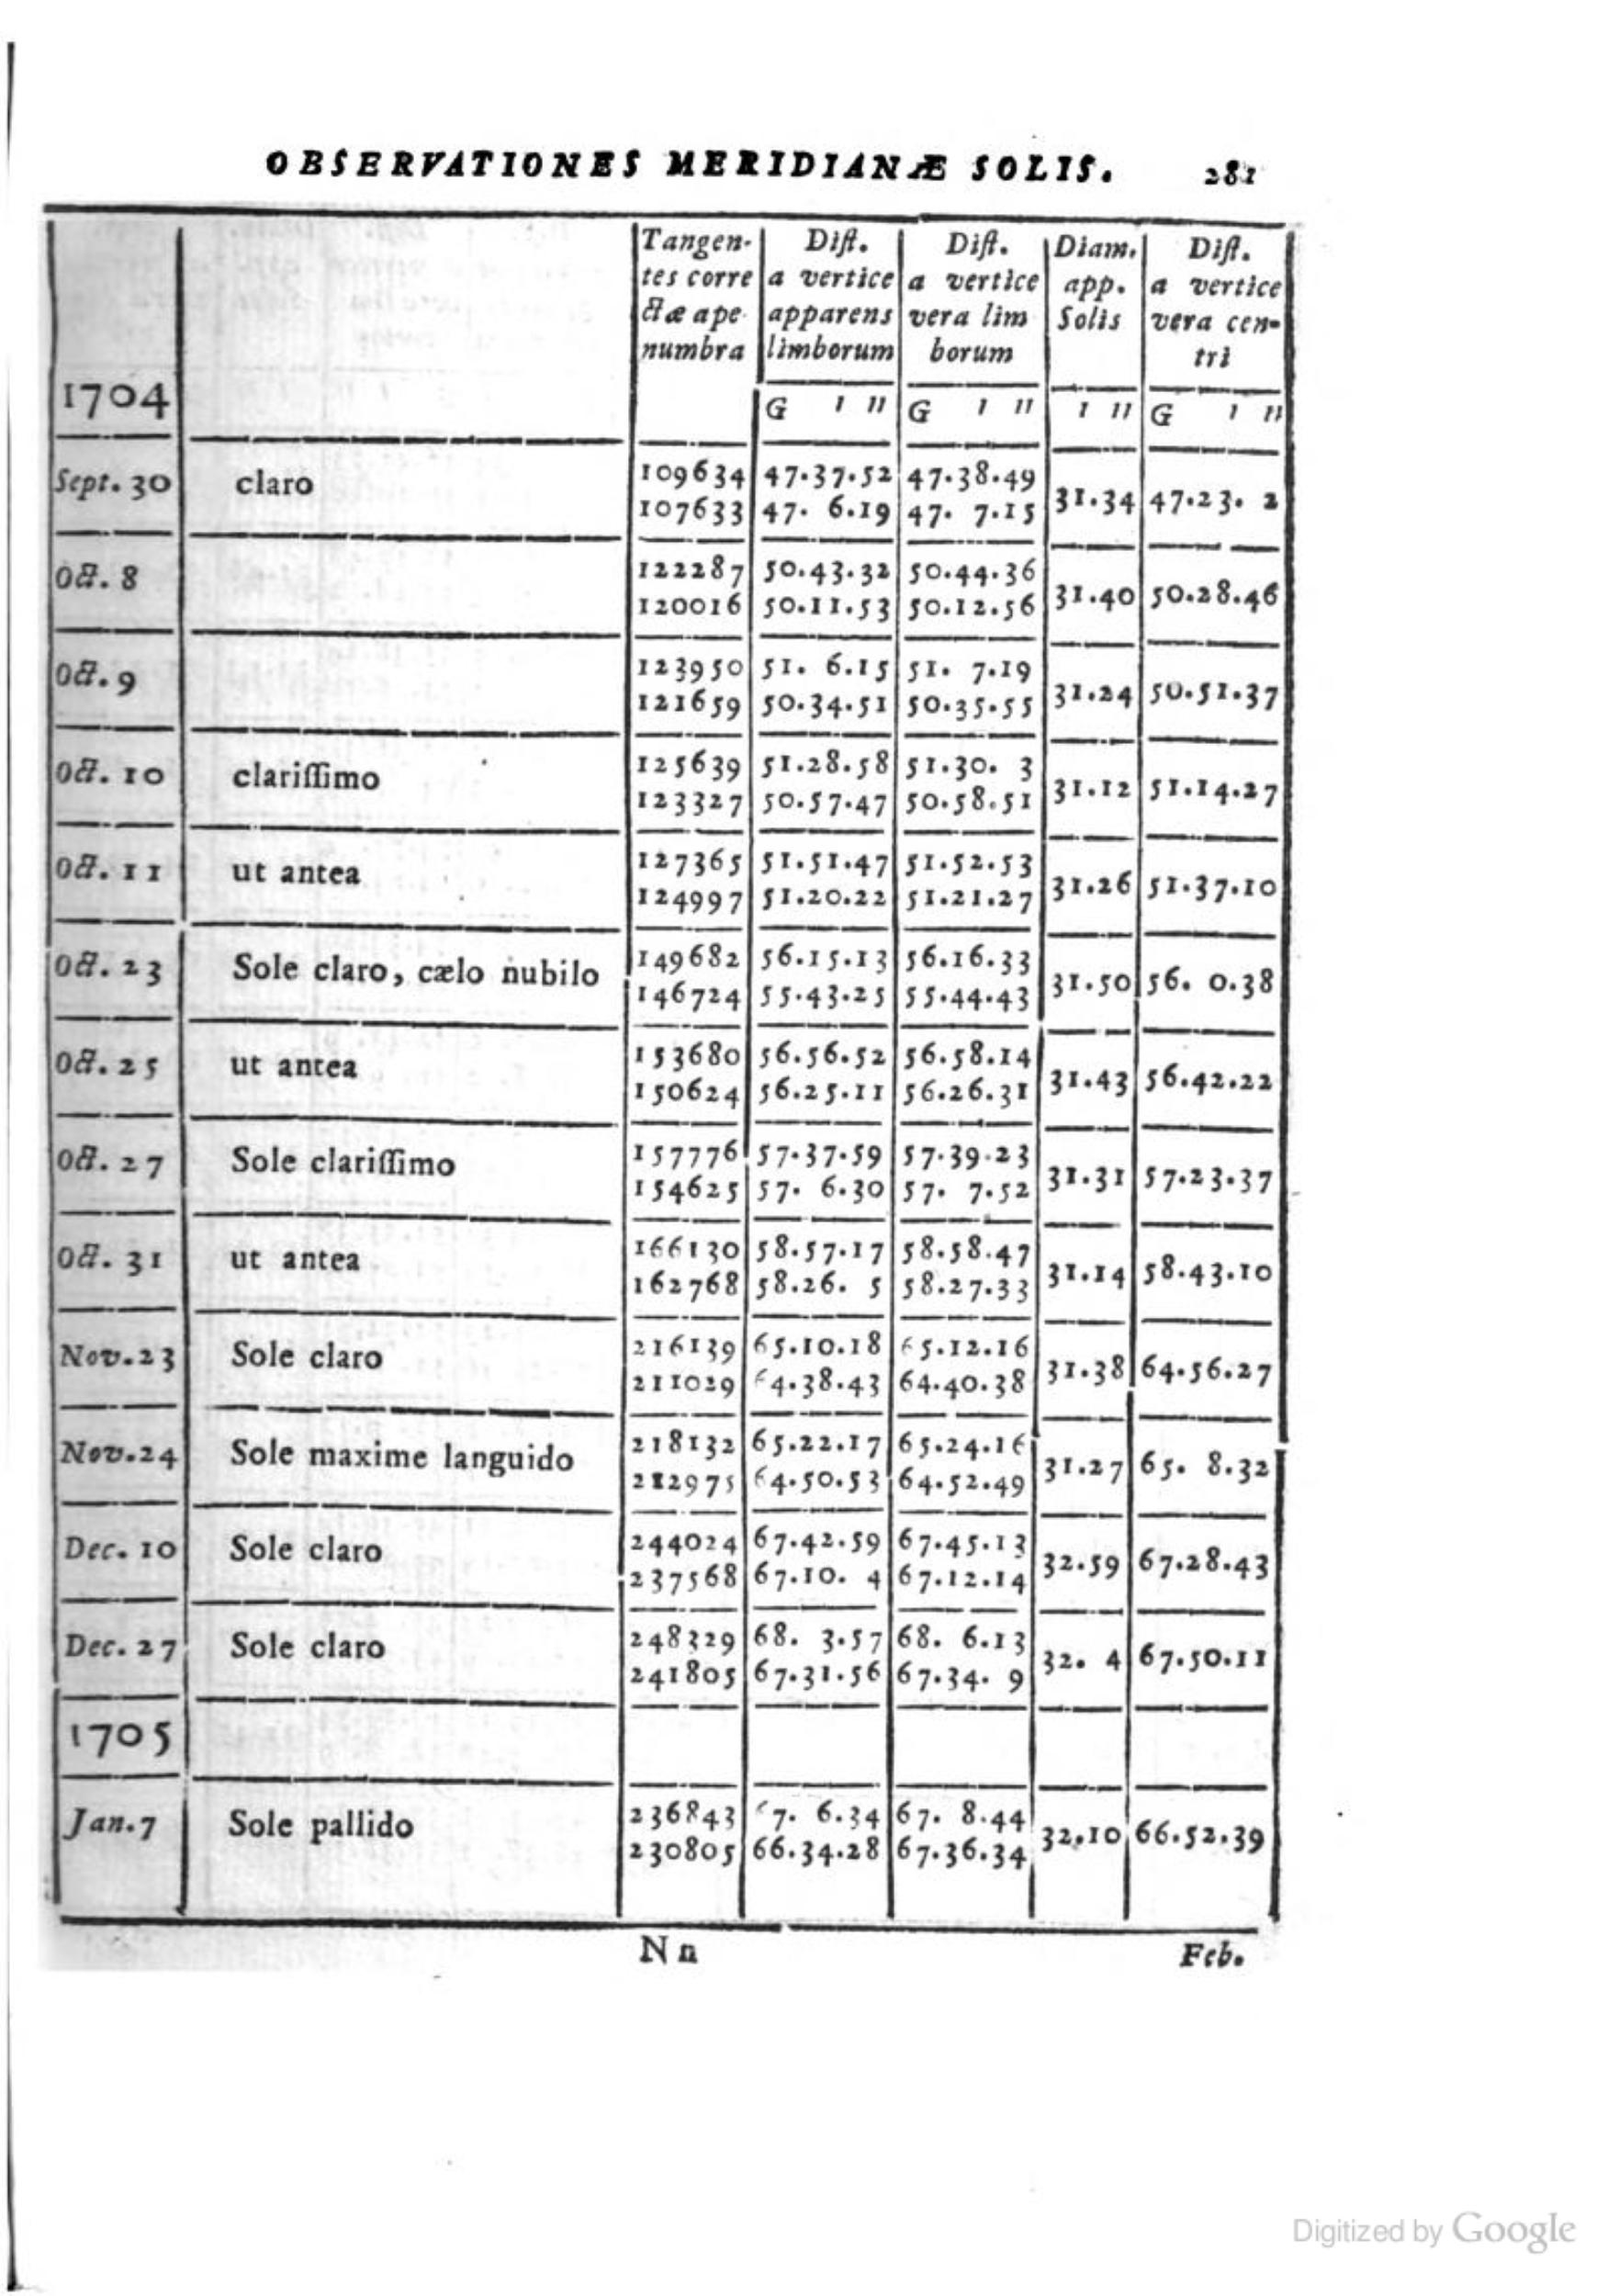 OBSERVATIONES MERIDIANÆ SOLIS. 281
1704
Tangen-
tes corre
ctæ a pe
numbra
Dist.
a vertice
apparens
limborum
Dist.
a vertice
vera lim
borum
Diam.
app.
Solis
Dist.
a vertice
vera cen-
tri
G ' '' G ' '' ' '' G ' ''
Sept. 30 claro 109634 47.37.52 47.38.49 31.34 47.23. 2
107633 47. 6.19 47. 7.15
Oct. 8 122287 50.43.32 50.44.36 31.40 50.28.46
120016 50.11.53 50.12.56
Oct. 9 123950 51. 6.15 51. 7.19 31.24 50.51.37
121659 50.34.51 50.35.55
Oct. 10 clarissimo 125639 51.28.58 51.30. 3 31.12 51.14.27
123327 50.57.47 50.58.51
Oct. 11 ut antea 127365 51.51.47 51.52.53 31.26 51.37.10
124997 51.20.22 51.21.27
Oct. 23 Sole claro, cælo nubilo 149682 56.15.13 56.16.33 31.50 56. 0.38
146724 55.43.25 55.44.43
Oct. 25 ut antea 153680 56.56.52 56.58.14 31.43 56.42.22
150624 56.25.11 56.26.31
Oct. 27 Sole clarissimo 157776 57.37.59 57.39.23 31.31 57.23.37
154625 57. 6.30 57. 7.52
Oct. 31 ut antea 166130 58.57.17 58.58.47 31.14 58.43.10
162768 58.26. 5 58.27.33
Nov. 23 Sole claro 216139 65.10.18 65.12.16 31.38 64.56.27
211029 64.38.43 64.40.38
Nov. 24 Sole maxime languido 218132 65.22.17 65.24.16 31.27 65. 8.32
212975 64.50.53 64.52.49
Dec. 10 Sole claro 244024 67.42.59 67.45.13 32.59 67.28.43
237568 67.10. 4 67.12.14
Dec. 27 Sole claro 248329 68. 3.57 68. 6.13 32. 4 67.50.11
241805 67.31.56 67.34. 9
1705
Jan. 7 Sole pallido 236843 67. 6.34 67. 8.44 32.10 66.52.39
230805 66.34.28 67.36.34
Nn Feb.
Digitized by Google